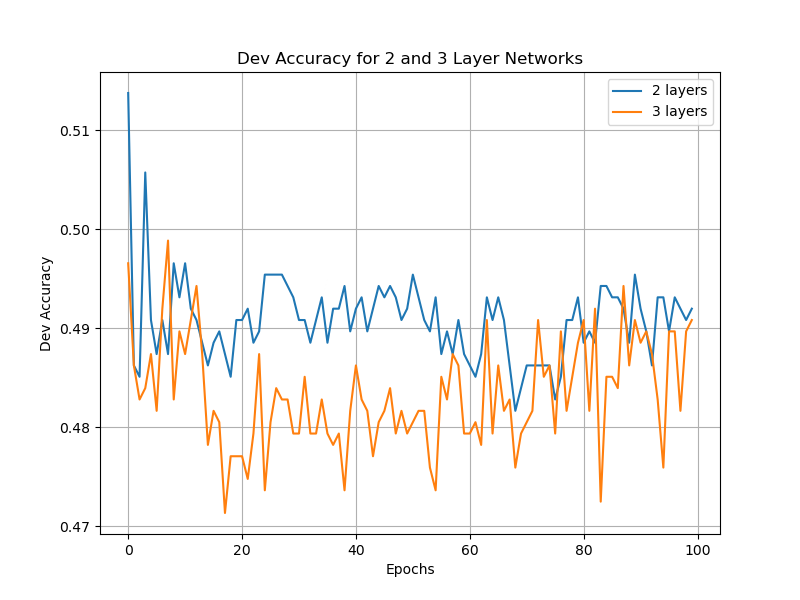 Dev Accuracy for 2 and 3 Layer Networks
2 layers
3 layers
Dev Accuracy
0.51
0.50
0.49
0.48
0.47
0
20
40
60
80
100
Epochs